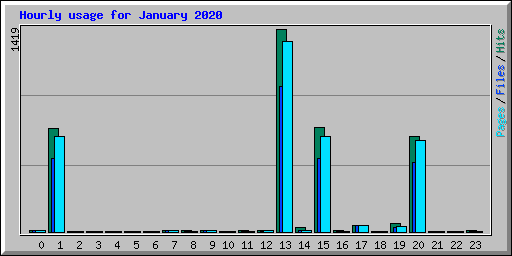 Hourly usage for January 2020
1419
Pages/Files/Hits
0 1 2 3 4 5 6 7 8 9 10 11 12 13 14 15 16 17 18 19 20 21 22 23